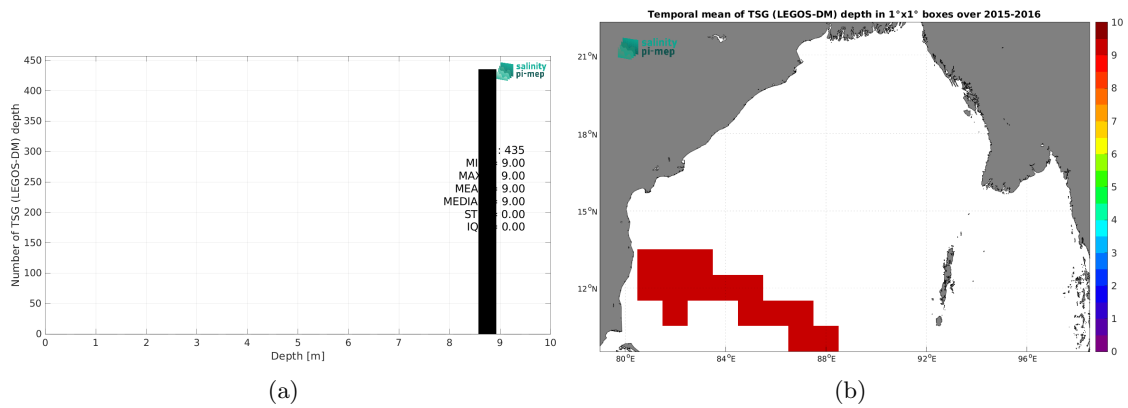 450
400
350
300
250
200
150
100
50
0
Number of TSG (LEGOS-DM) depth
0 1 2 3 4 5 6 7 8 9 10
Depth [m]
salinity
pi-mep
: 435
MI 9.00
MAX 9.00
MEA 9.00
MEDIA 9.00
ST 0.00
IQ 0.00
(a)
Temporal mean of TSG (LEGOS-DM) depth in 1°x1° boxes over 2015-2016
salinity
pi-mep
21°N
18°N
15°N
12°N
80°E 84°E 88°E 92°E 96°E
10
9
8
7
6
5
4
3
2
1
0
(b)